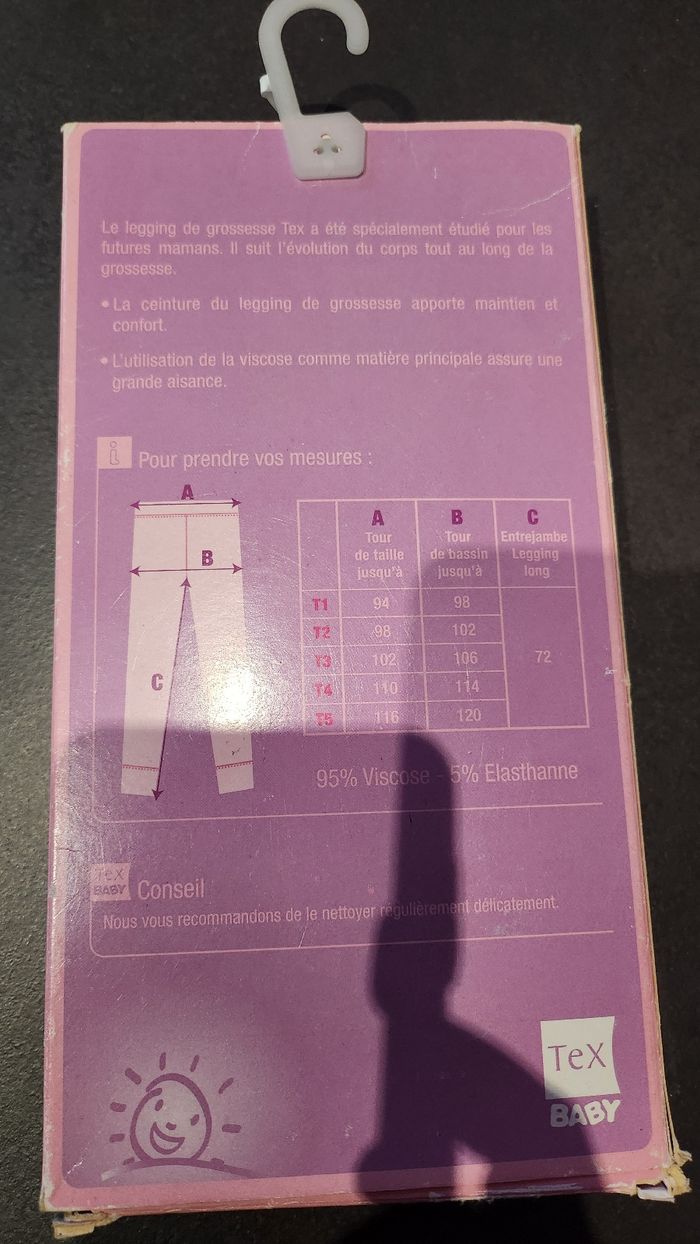 Le legging de grossesse Tex a été spécialement étudié pour les
futures mamans. Il suit l'évolution du corps tout au long de la
grossesse.
• La ceinture du legging de grossesse apporte maintien et
confort.
• L'utilisation de la viscose comme matière principale assure une
grande aisance.
i Pour prendre vos mesures :
A
B
C
A B C
Tour Tour Entrejambe
de taille de bassin Legging
jusqu'à jusqu'à long
T1 94 98
T2 98 102
T3 102 106 72
T4 110 114
T5 116 120
95% Viscose - 5% Elasthanne
TeX
BABY Conseil
Nous vous recommandons de le nettoyer régulièrement délicatement.
TeX
BABY